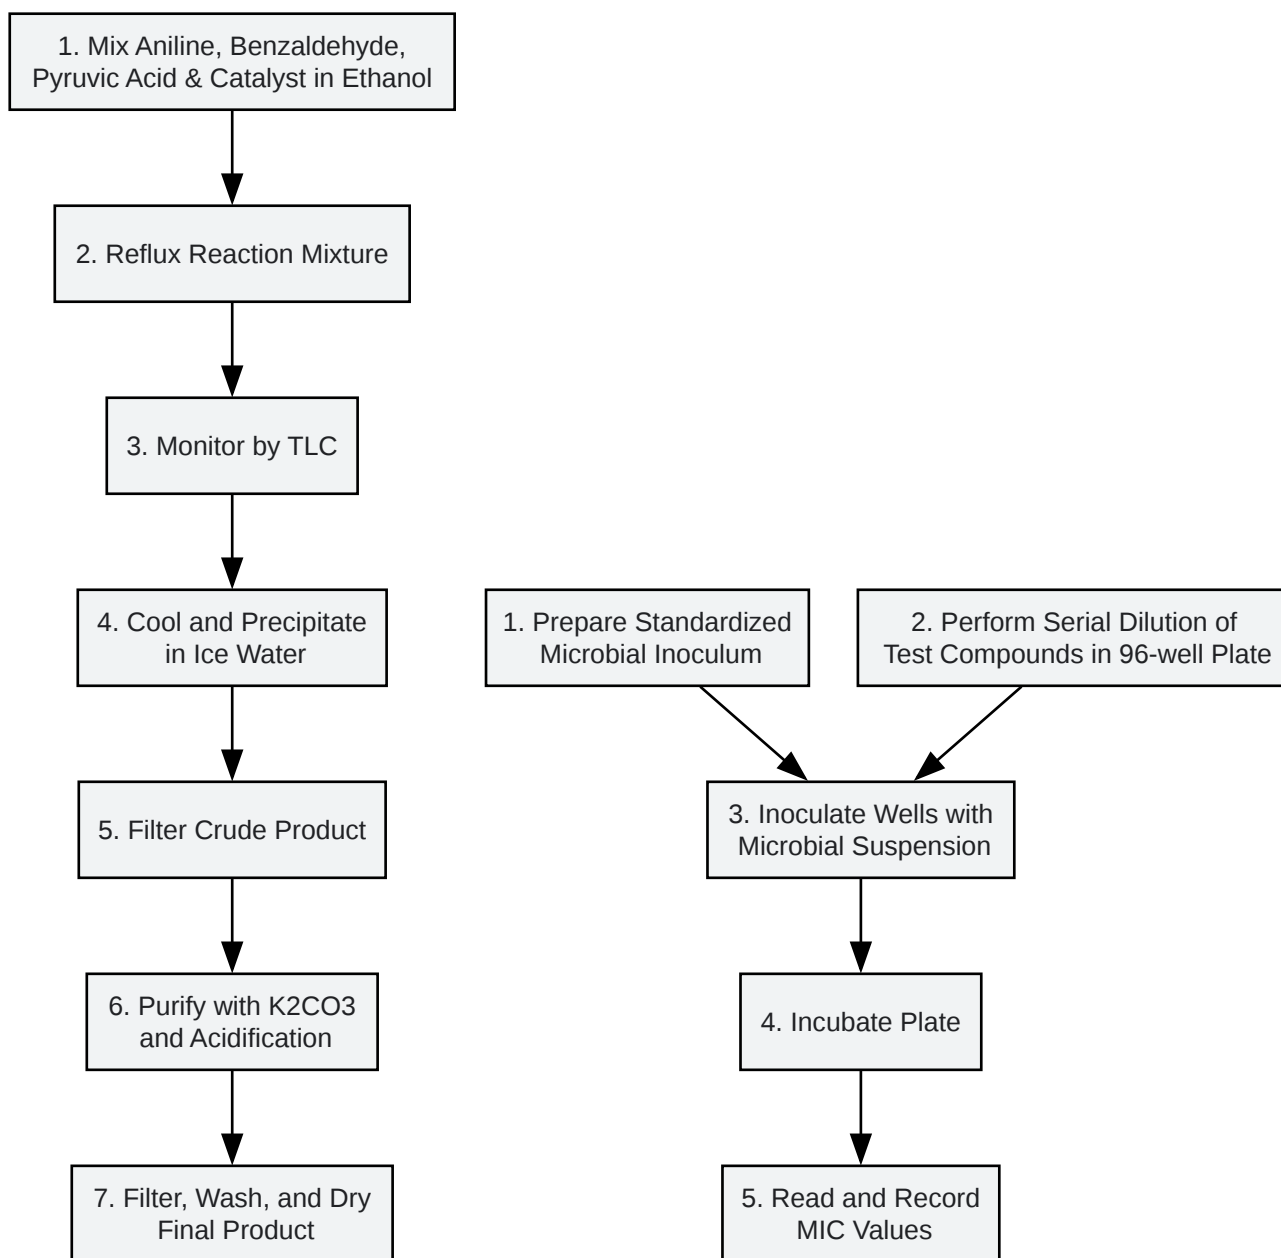 1. Mix Aniline, Benzaldehyde,
Pyruvic Acid & Catalyst in Ethanol
2. Reflux Reaction Mixture
3. Monitor by TLC
4. Cool and Precipitate
in Ice Water
5. Filter Crude Product
6. Purify with K2CO3
and Acidification
7. Filter, Wash, and Dry
Final Product
1. Prepare Standardized
Microbial Inoculum
2. Perform Serial Dilution of
Test Compounds in 96-well Plate
3. Inoculate Wells with
Microbial Suspension
4. Incubate Plate
5. Read and Record
MIC Values